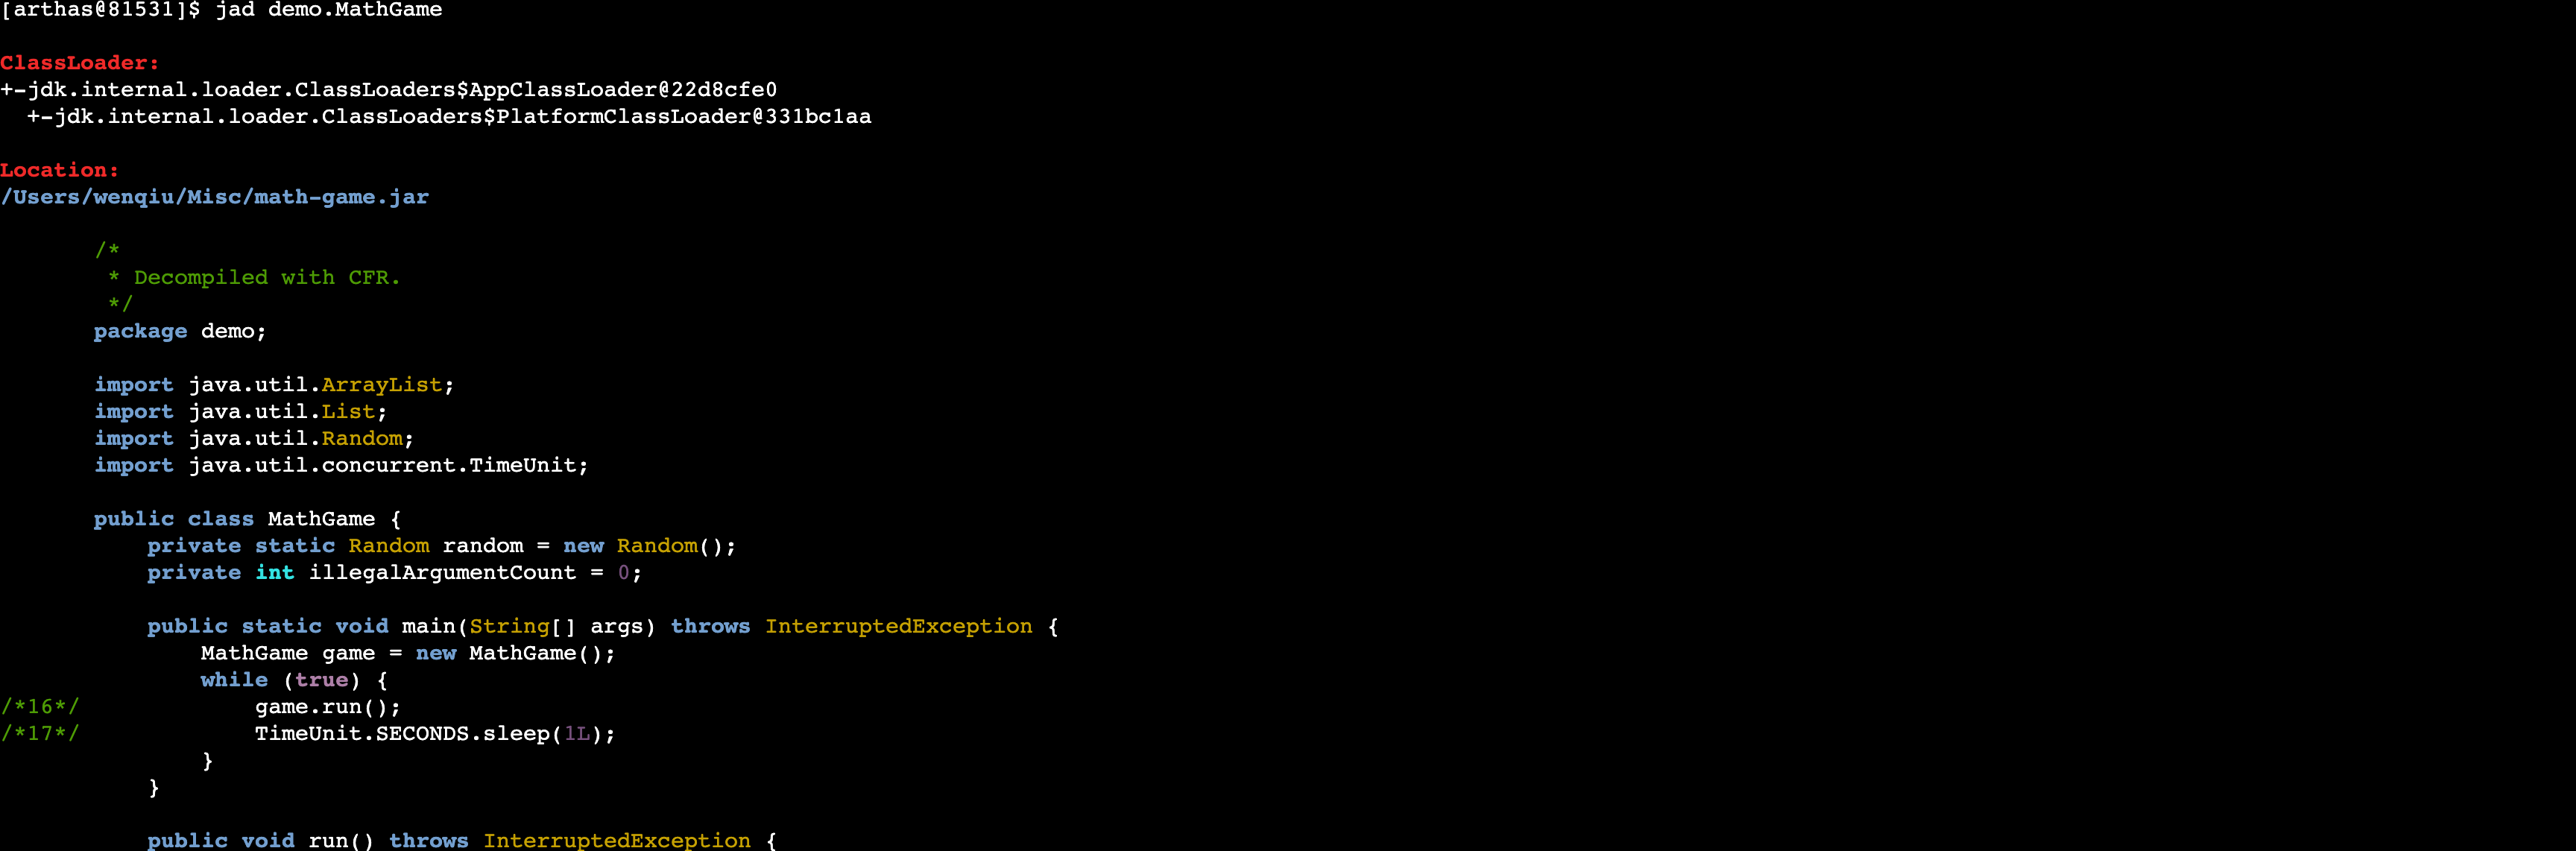 [arthas@81531]$ jad demo.MathGame
ClassLoader:
+-jdk.internal.loader.ClassLoaders$AppClassLoader@22d8cfe0
  +-jdk.internal.loader.ClassLoaders$PlatformClassLoader@331bc1aa
Location:
/Users/wenqiu/Misc/math-game.jar
       /*
        * Decompiled with CFR.
        */
       package demo;
       import java.util.ArrayList;
       import java.util.List;
       import java.util.Random;
       import java.util.concurrent.TimeUnit;
       public class MathGame {
           private static Random random = new Random();
           private int illegalArgumentCount = 0;
           public static void main(String[] args) throws InterruptedException {
               MathGame game = new MathGame();
               while (true) {
/*16*/             game.run();
/*17*/             TimeUnit.SECONDS.sleep(1L);
               }
           }
           public void run() throws InterruptedException {